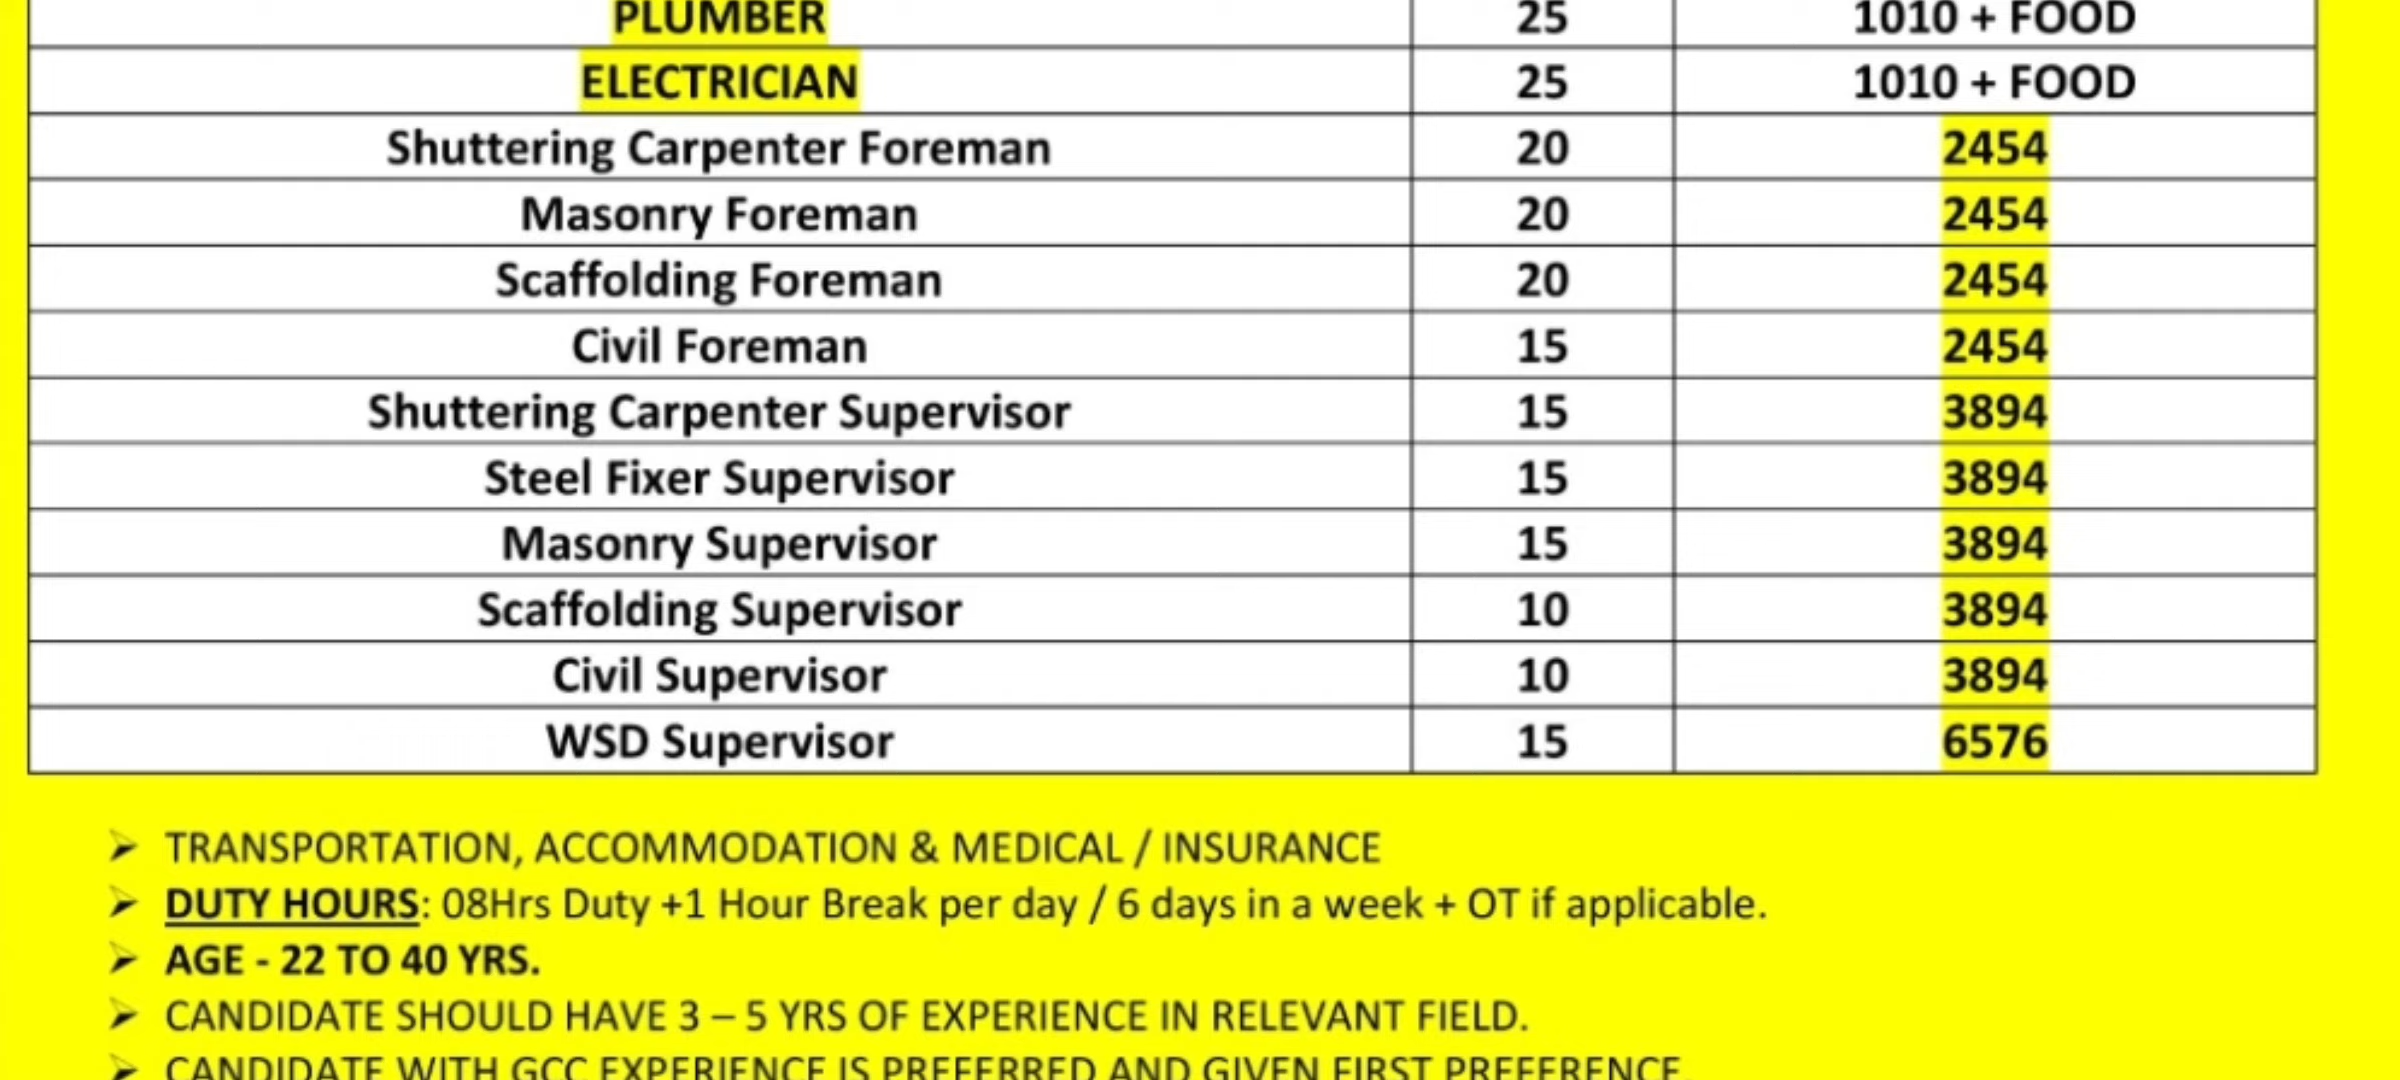 PLUMBER 25 1010 + FOOD
ELECTRICIAN 25 1010 + FOOD
Shuttering Carpenter Foreman 20 2454
Masonry Foreman 20 2454
Scaffolding Foreman 20 2454
Civil Foreman 15 2454
Shuttering Carpenter Supervisor 15 3894
Steel Fixer Supervisor 15 3894
Masonry Supervisor 15 3894
Scaffolding Supervisor 10 3894
Civil Supervisor 10 3894
WSD Supervisor 15 6576
➢ TRANSPORTATION, ACCOMMODATION & MEDICAL / INSURANCE
➢ DUTY HOURS: 08Hrs Duty +1 Hour Break per day / 6 days in a week + OT if applicable.
➢ AGE - 22 TO 40 YRS.
➢ CANDIDATE SHOULD HAVE 3 – 5 YRS OF EXPERIENCE IN RELEVANT FIELD.
➢ CANDIDATE WITH GCC EXPERIENCE IS PREFERRED AND GIVEN FIRST PREFERENCE.